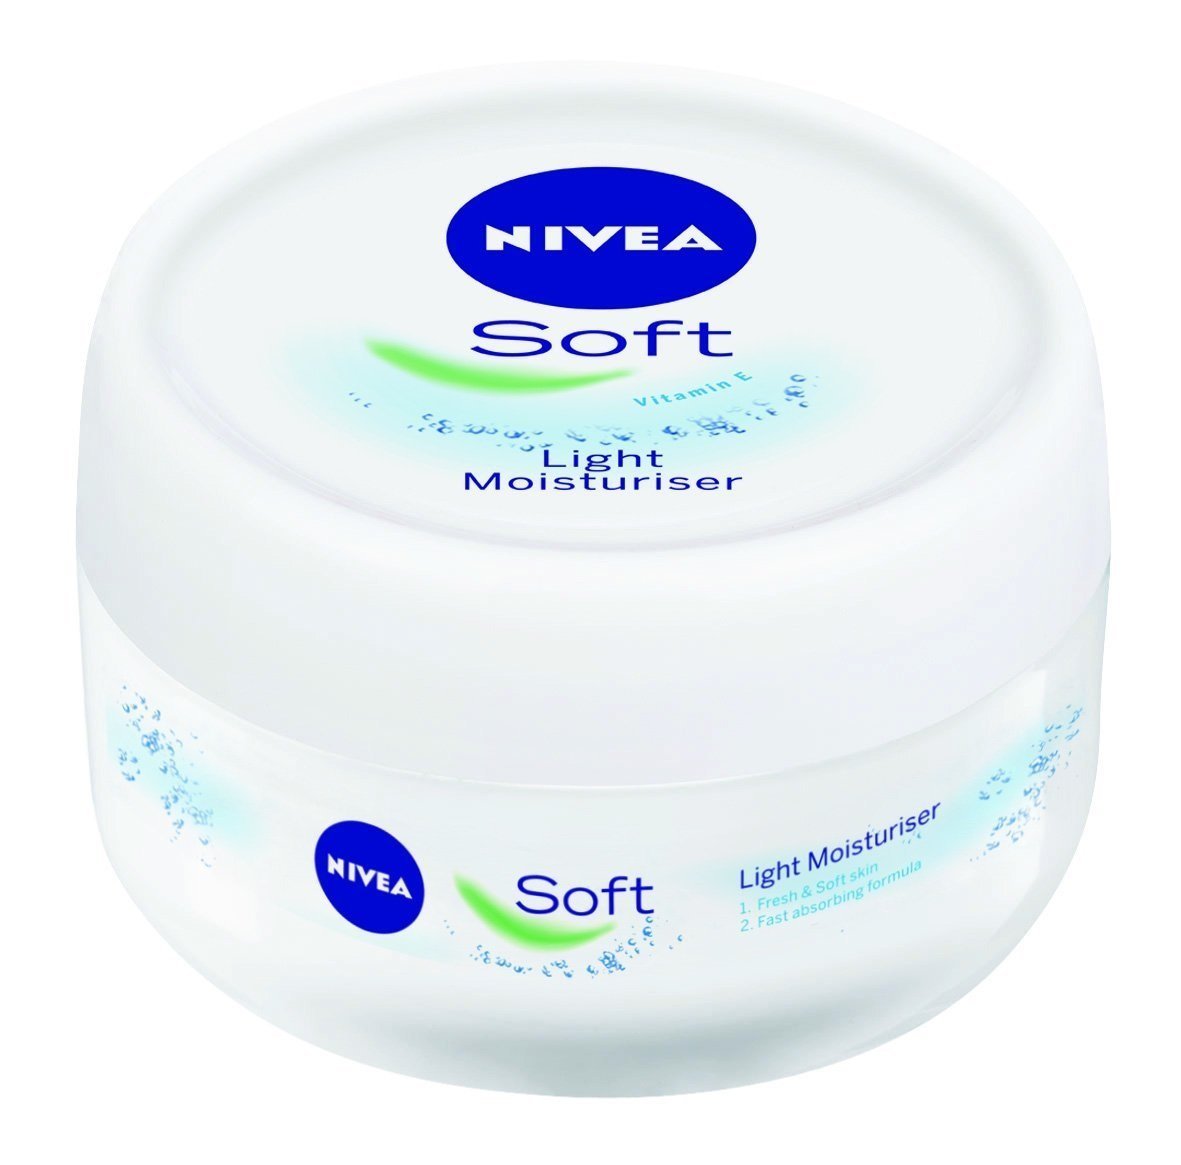 NIVEA
Soft
Vitamin E
Light
Moisturiser
NIVEA
Soft
Light Moisturiser
1. Fresh & Soft skin
2. Fast absorbing formula